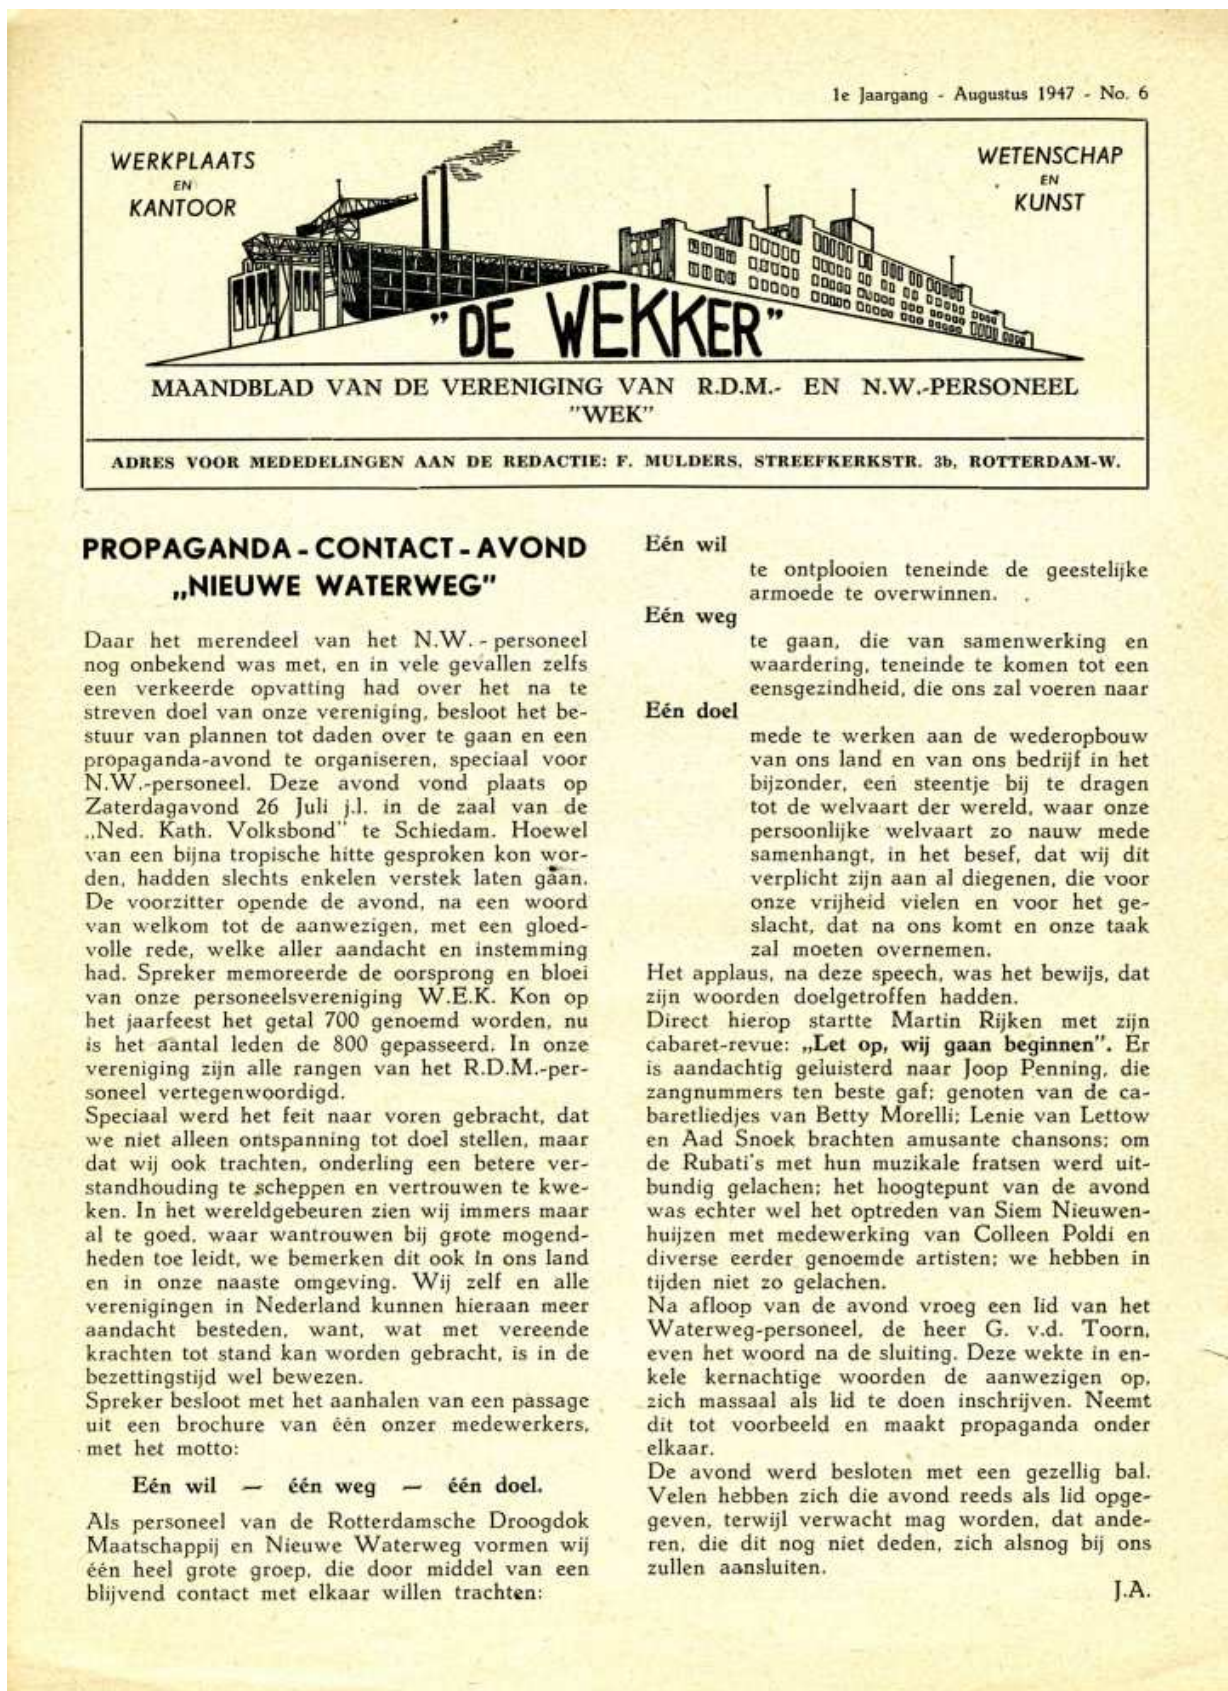 1e Jaargang - Augustus 1947 - No. 6
WERKPLAATS
EN
KANTOOR
WETENSCHAP
EN
KUNST
"DE WEKKER"
MAANDBLAD VAN DE VERENIGING VAN R.D.M.- EN N.W.-PERSONEEL
"WEK"
ADRES VOOR MEDEDELINGEN AAN DE REDACTIE: F. MULDERS, STREEFKERKSTR. 3b, ROTTERDAM-W.
PROPAGANDA - CONTACT - AVOND
„NIEUWE WATERWEG"
Daar het merendeel van het N.W. - personeel
nog onbekend was met, en in vele gevallen zelfs
een verkeerde opvatting had over het na te
streven doel van onze vereniging, besloot het be-
stuur van plannen tot daden over te gaan en een
propaganda-avond te organiseren, speciaal voor
N.W.-personeel. Deze avond vond plaats op
Zaterdagavond 26 Juli j.l. in de zaal van de
„Ned. Kath. Volksbond" te Schiedam. Hoewel
van een bijna tropische hitte gesproken kon wor-
den, hadden slechts enkelen verstek laten gaan.
De voorzitter opende de avond, na een woord
van welkom tot de aanwezigen, met een gloed-
volle rede, welke aller aandacht en instemming
had. Spreker memoreerde de oorsprong en bloei
van onze personeelsvereniging W.E.K. Kon op
het jaarfeest het getal 700 genoemd worden, nu
is het aantal leden de 800 gepasseerd. In onze
vereniging zijn alle rangen van het R.D.M.-per-
soneel vertegenwoordigd.
Speciaal werd het feit naar voren gebracht, dat
we niet alleen ontspanning tot doel stellen, maar
dat wij ook trachten, onderling een betere ver-
standhouding te scheppen en vertrouwen te kwe-
ken. In het wereldgebeuren zien wij immers maar
al te goed, waar wantrouwen bij grote mogend-
heden toe leidt, we bemerken dit ook in ons land
en in onze naaste omgeving. Wij zelf en alle
verenigingen in Nederland kunnen hieraan meer
aandacht besteden, want, wat met vereende
krachten tot stand kan worden gebracht, is in de
bezettingstijd wel bewezen.
Spreker besloot met het aanhalen van een passage
uit een brochure van één onzer medewerkers,
met het motto:
Eén wil — één weg — één doel.
Als personeel van de Rotterdamsche Droogdok
Maatschappij en Nieuwe Waterweg vormen wij
één heel grote groep, die door middel van een
blijvend contact met elkaar willen trachten:
Eén wil
te ontplooien teneinde de geestelijke
armoede te overwinnen.
Eén weg
te gaan, die van samenwerking en
waardering, teneinde te komen tot een
eensgezindheid, die ons zal voeren naar
Eén doel
mede te werken aan de wederopbouw
van ons land en van ons bedrijf in het
bijzonder, een steentje bij te dragen
tot de welvaart der wereld, waar onze
persoonlijke welvaart zo nauw mede
samenhangt, in het besef, dat wij dit
verplicht zijn aan al diegenen, die voor
onze vrijheid vielen en voor het ge-
slacht, dat na ons komt en onze taak
zal moeten overnemen.
Het applaus, na deze speech, was het bewijs, dat
zijn woorden doelgetroffen hadden.
Direct hierop startte Martin Rijken met zijn
cabaret-revue: „Let op, wij gaan beginnen". Er
is aandachtig geluisterd naar Joop Penning, die
zangnummers ten beste gaf; genoten van de ca-
baretliedjes van Betty Morelli; Lenie van Lettow
en Aad Snoek brachten amusante chansons; om
de Rubati's met hun muzikale fratsen werd uit-
bundig gelachen; het hoogtepunt van de avond
was echter wel het optreden van Siem Nieuwen-
huijzen met medewerking van Colleen Poldi en
diverse eerder genoemde artisten; we hebben in
tijden niet zo gelachen.
Na afloop van de avond vroeg een lid van het
Waterweg-personeel, de heer G. v.d. Toorn,
even het woord na de sluiting. Deze wekte in en-
kele kernachtige woorden de aanwezigen op,
zich massaal als lid te doen inschrijven. Neemt
dit tot voorbeeld en maakt propaganda onder
elkaar.
De avond werd besloten met een gezellig bal.
Velen hebben zich die avond reeds als lid opge-
geven, terwijl verwacht mag worden, dat ande-
ren, die dit nog niet deden, zich alsnog bij ons
zullen aansluiten.
J.A.